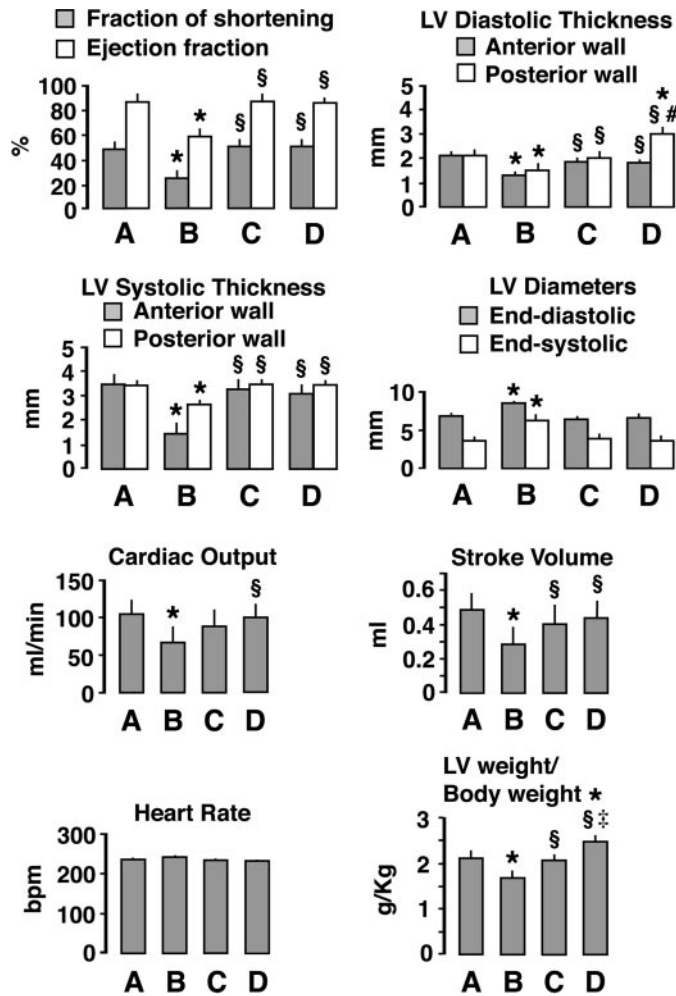 Fraction of shortening
Ejection fraction
100
80
60
40
20
0
%
*
*
§
§
§
§
A B C D
LV Diastolic Thickness
Anterior wall
Posterior wall
5
4
3
2
1
0
mm
*
*
§
§
§
*
§ #
A B C D
LV Systolic Thickness
Anterior wall
Posterior wall
5
4
3
2
1
0
mm
*
*
§
§
§
§
A B C D
LV Diameters
End-diastolic
End-systolic
10
5
0
mm
*
*
A B C D
Cardiac Output
150
100
50
0
ml/min
*
§
A B C D
Stroke Volume
0.6
0.4
0.2
0
ml
*
§
§
A B C D
Heart Rate
300
200
100
0
bpm
A B C D
LV weight/
Body weight *
3
2
1
0
g/Kg
*
§
§ ‡
A B C D